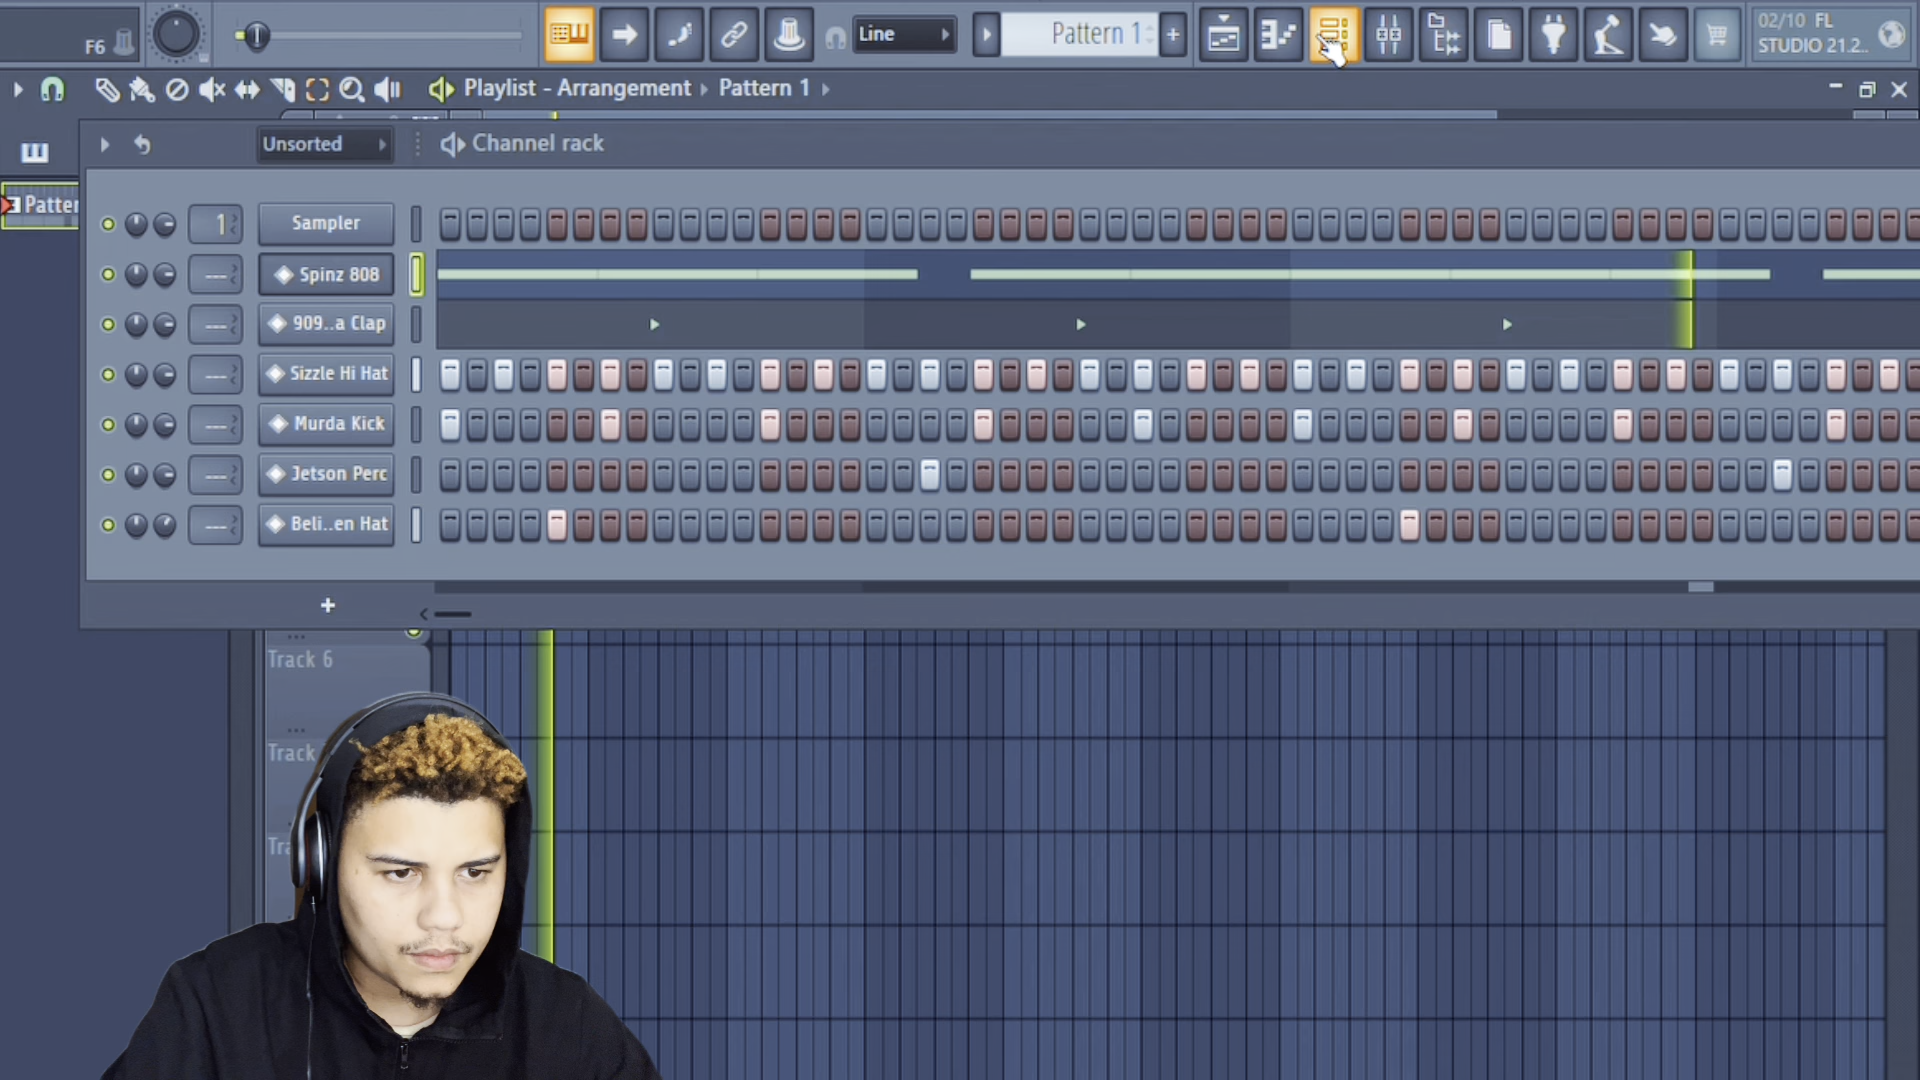 F6
Line
Pattern 1
+
02/10 FL
STUDIO 21.2..
Playlist - Arrangement › Pattern 1 ›
Unsorted
Channel rack
Patter
1
Sampler
---
Spinz 808
---
909..a Clap
---
Sizzle Hi Hat
---
Murda Kick
---
Jetson Perc
---
Beli..en Hat
+
Track 6
Track